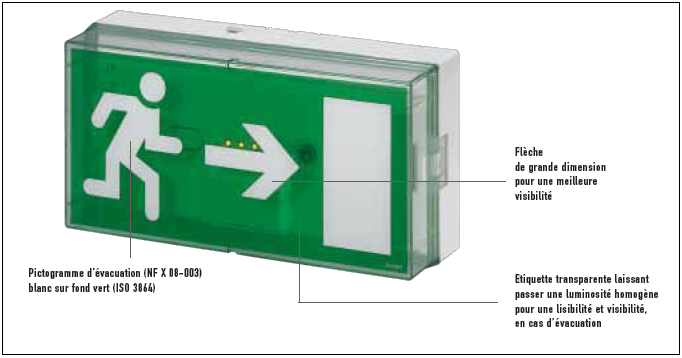 Flèche
de grande dimension
pour une meilleure
visibilité
Pictogramme d'évacuation (NF X 08-003)
blanc sur fond vert (ISO 3864)
Etiquette transparente laissant
passer une luminosité homogène
pour une lisibilité et visibilité,
en cas d'évacuation